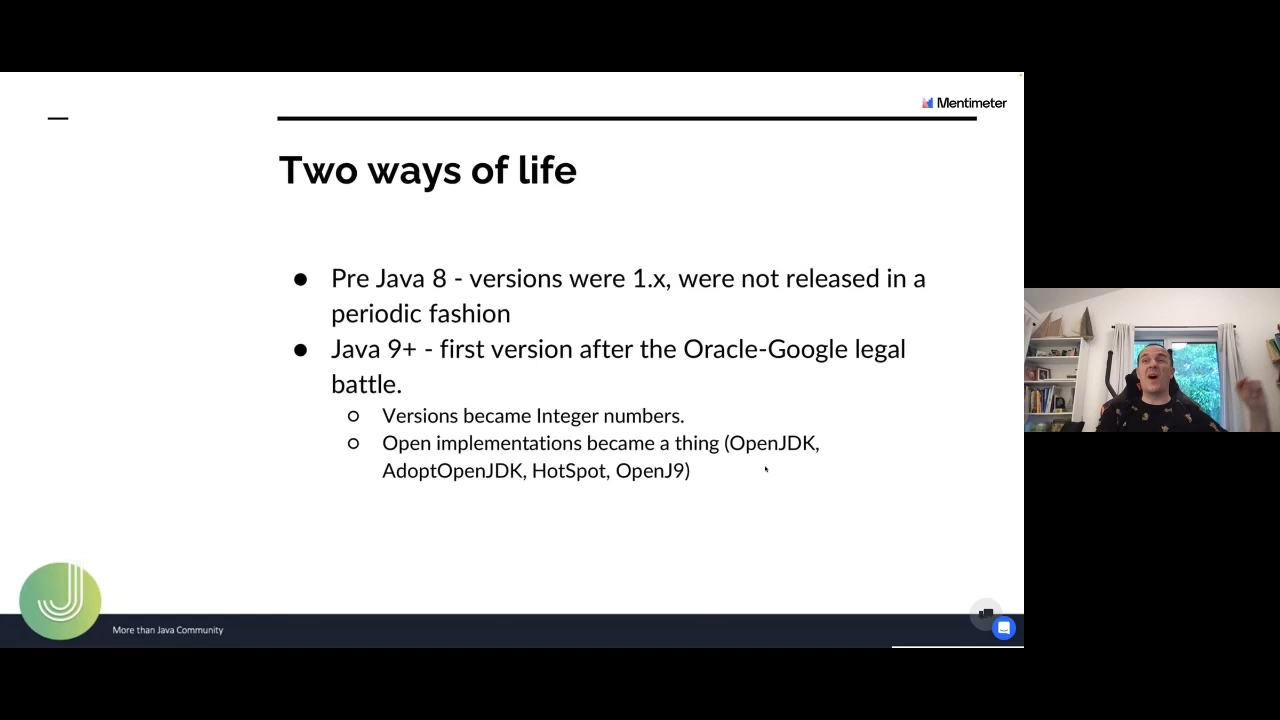 Mentimeter
Two ways of life
● Pre Java 8 - versions were 1.x, were not released in a
periodic fashion
● Java 9+ - first version after the Oracle-Google legal
battle.
○ Versions became Integer numbers.
○ Open implementations became a thing (OpenJDK,
AdoptOpenJDK, HotSpot, OpenJ9)
J
More than Java Community